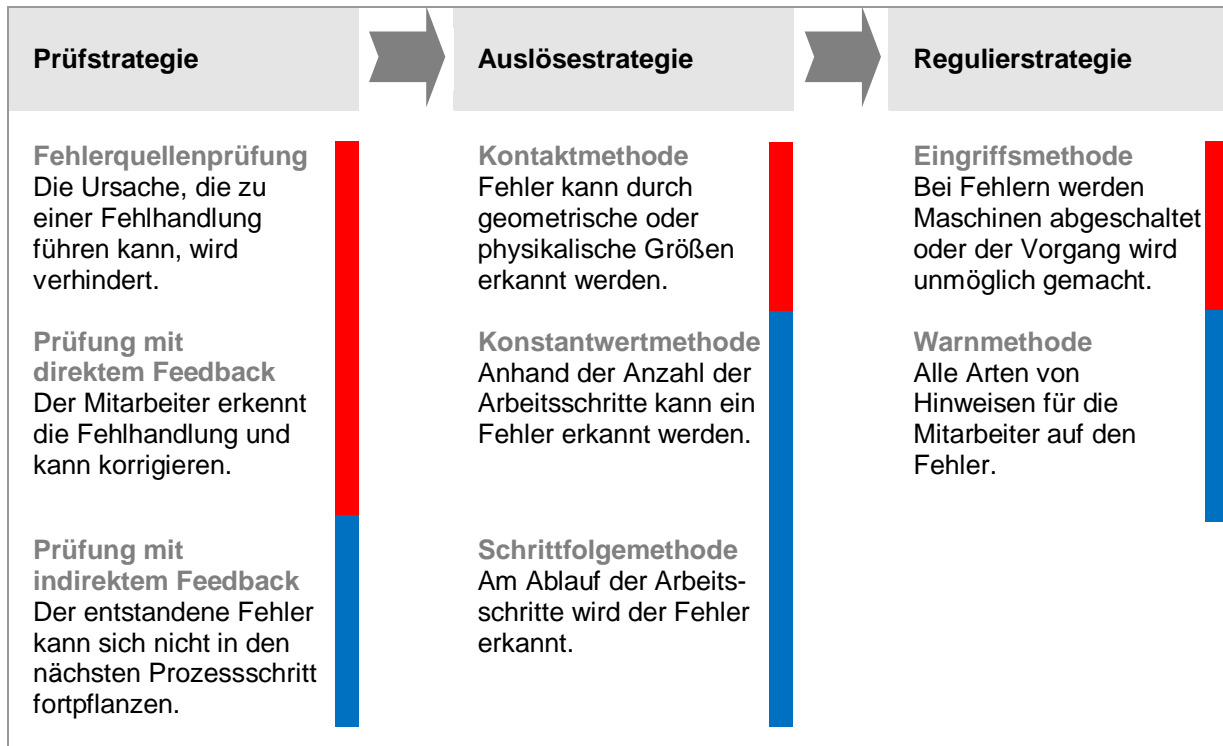 Prüfstrategie
Auslösestrategie
Regulierstrategie
Fehlerquellenprüfung
Die Ursache, die zu
einer Fehlhandlung
führen kann, wird
verhindert.
Prüfung mit
direktem Feedback
Der Mitarbeiter erkennt
die Fehlhandlung und
kann korrigieren.
Prüfung mit
indirektem Feedback
Der entstandene Fehler
kann sich nicht in den
nächsten Prozessschritt
fortpflanzen.
Kontaktmethode
Fehler kann durch
geometrische oder
physikalische Größen
erkannt werden.
Konstantwertmethode
Anhand der Anzahl der
Arbeitsschritte kann ein
Fehler erkannt werden.
Schrittfolgemethode
Am Ablauf der Arbeits-
schritte wird der Fehler
erkannt.
Eingriffsmethode
Bei Fehlern werden
Maschinen abgeschaltet
oder der Vorgang wird
unmöglich gemacht.
Warnmethode
Alle Arten von
Hinweisen für die
Mitarbeiter auf den
Fehler.